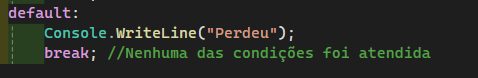 default:
Console.WriteLine("Perdeu");
break; //Nenhuma das condições foi atendida